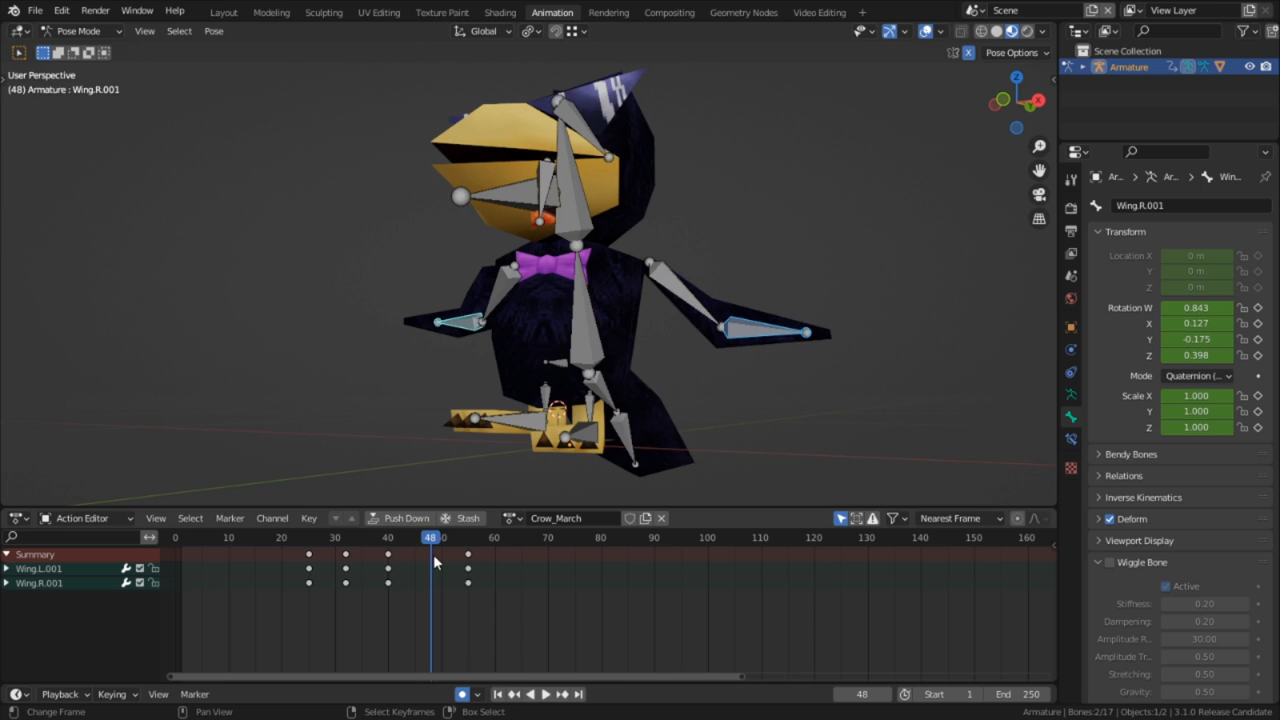 File Edit Render Window Help Layout Modeling Sculpting UV Editing Texture Paint Shading Animation Rendering Compositing Geometry Nodes Video Editing + Scene View Layer
Pose Mode View Select Pose Global
X Pose Options
User Perspective
(48) Armature : Wing.R.001
Z
X
Y
Scene Collection
Armature
Ar... > Ar... > Win...
Wing.R.001
Transform
Location X 0 m
Y 0 m
Z 0 m
Rotation W 0.843
X 0.127
Y -0.175
Z 0.398
Mode Quaternion (...
Scale X 1.000
Y 1.000
Z 1.000
Bendy Bones
Relations
Inverse Kinematics
Deform
Viewport Display
Wiggle Bone
Active
Stiffness: 0.20
Dampening: 0.20
Amplitude R... 30.00
Amplitude Tr... 0.50
Stretching: 0.50
Gravity: 0.50
Action Editor View Select Marker Channel Key Push Down Stash Crow_March Nearest Frame
0 10 20 30 40 48 60 70 80 90 100 110 120 130 140 150 160
Summary
Wing.L.001
Wing.R.001
Playback Keying View Marker 48 Start 1 End 250
Change Frame Pan View Select Keyframes Box Select Armature | Bones:2/17 | Objects:1/2 | 3.1.0 Release Candidate